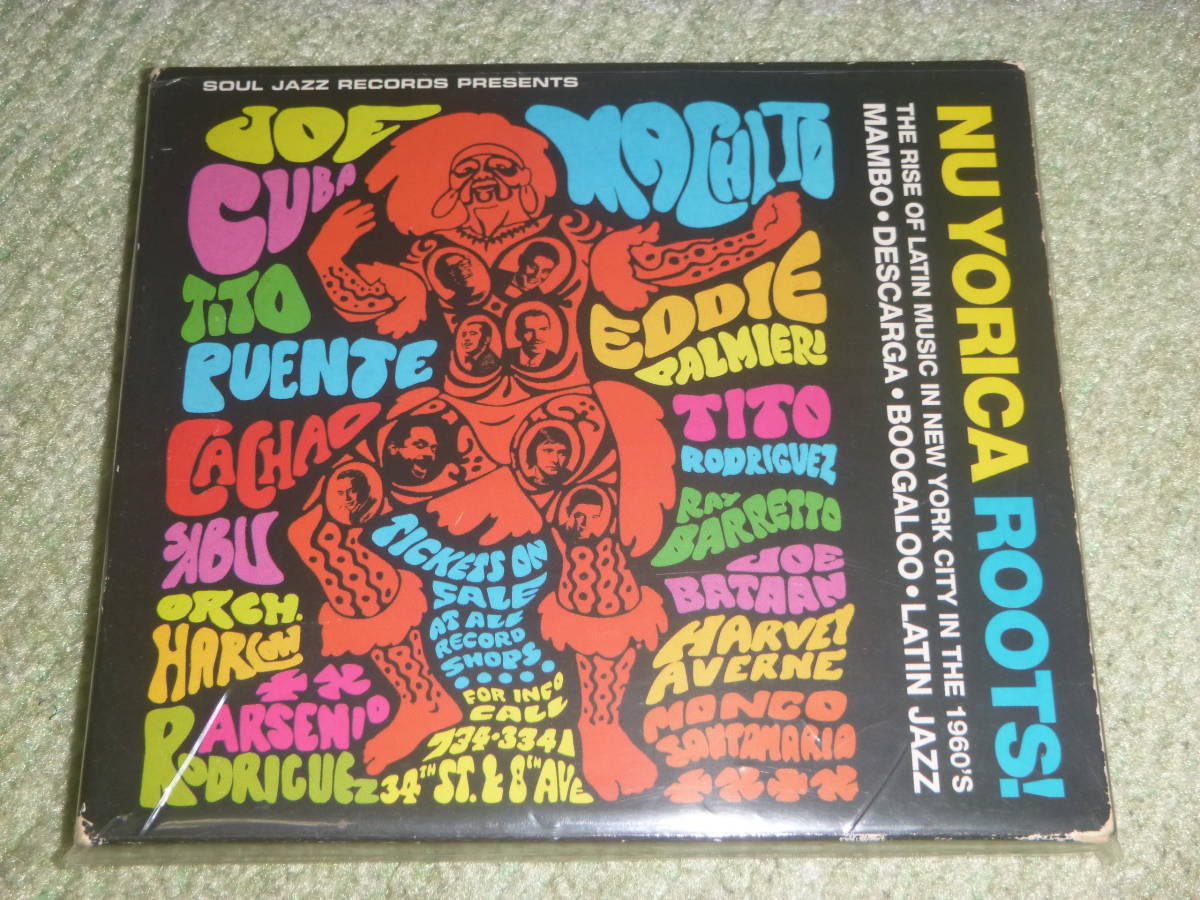 SOUL JAZZ RECORDS PRESENTS
JOE
CUBA
TITO
PUENTE
CACHAO
SABU
ORCH.
HARLOW
ARSENIO
RODRIGUEZ
MACHITO
EDDIE
PALMIERI
TITO
RODRIGUEZ
RAY
BARRETTO
JOE
BATAAN
HARVEY
AVERNE
MONGO
SANTAMARIA
TICKETS ON
SALE
AT ALL
RECORD
SHOPS....
FOR INFO
CALL
734-3341
34TH ST. & 8TH AVE
NU YORICA ROOTS!
THE RISE OF LATIN MUSIC IN NEW YORK CITY IN THE 1960'S
MAMBO • DESCARGA • BOOGALOO • LATIN JAZZ